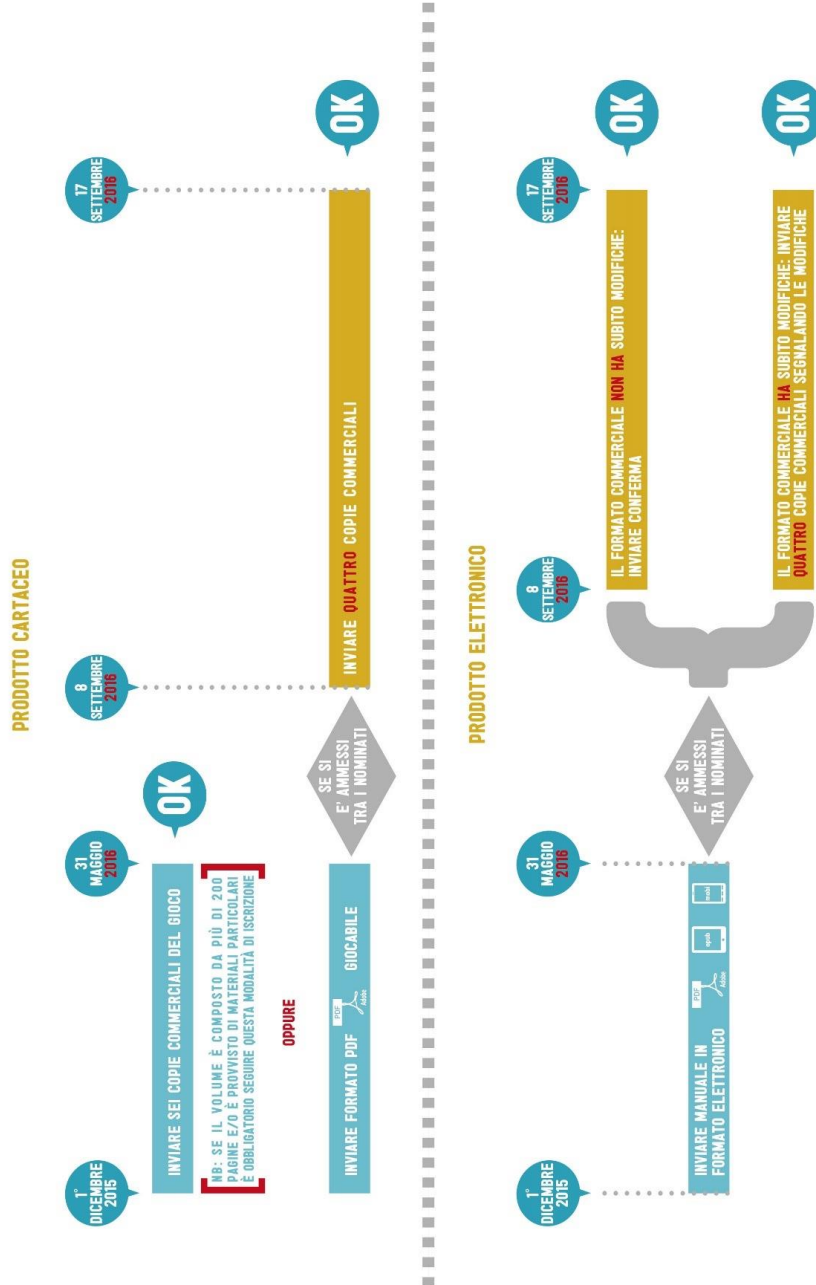 PRODOTTO CARTACEO
1°
DICEMBRE
2015
31
MAGGIO
2016
8
SETTEMBRE
2016
17
SETTEMBRE
2016
INVIARE SEI COPIE COMMERCIALI DEL GIOCO
OK
NB: SE IL VOLUME È COMPOSTO DA PIÙ DI 200
PAGINE E/O È PROVVISTO DI MATERIALI PARTICOLARI
È OBBLIGATORIO SEGUIRE QUESTA MODALITÀ DI ISCRIZIONE
OPPURE
INVIARE FORMATO PDF
PDF
Adobe
GIOCABILE
SE SI
E' AMMESSI
TRA I NOMINATI
INVIARE QUATTRO COPIE COMMERCIALI
OK
PRODOTTO ELETTRONICO
1°
DICEMBRE
2015
31
MAGGIO
2016
8
SETTEMBRE
2016
17
SETTEMBRE
2016
INVIARE MANUALE IN
FORMATO ELETTRONICO
PDF
Adobe
epub
mobi
SE SI
E' AMMESSI
TRA I NOMINATI
IL FORMATO COMMERCIALE NON HA SUBITO MODIFICHE:
INVIARE CONFERMA
OK
IL FORMATO COMMERCIALE HA SUBITO MODIFICHE: INVIARE
QUATTRO COPIE COMMERCIALI SEGNALANDO LE MODIFICHE
OK